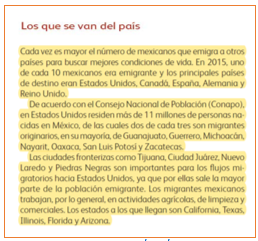 Los que se van del país
Cada vez es mayor el número de mexicanos que emigra a otros
países para buscar mejores condiciones de vida. En 2015, uno
de cada 10 mexicanos era emigrante y los principales países
de destino eran Estados Unidos, Canadá, España, Alemania y
Reino Unido.
De acuerdo con el Consejo Nacional de Población (Conapo),
en Estados Unidos residen más de 11 millones de personas na-
cidas en México, de las cuales dos de cada tres son migrantes
originarios, en su mayoría, de Guanajuato, Guerrero, Michoacán,
Nayarit, Oaxaca, San Luis Potosí y Zacatecas.
Las ciudades fronterizas como Tijuana, Ciudad Juárez, Nuevo
Laredo y Piedras Negras son importantes para los flujos mi-
gratorios hacia Estados Unidos, ya que por ellas sale la mayor
parte de la población emigrante. Los migrantes mexicanos
trabajan, por lo general, en actividades agrícolas, de limpieza y
comerciales. Los estados a los que llegan son California, Texas,
Illinois, Florida y Arizona.